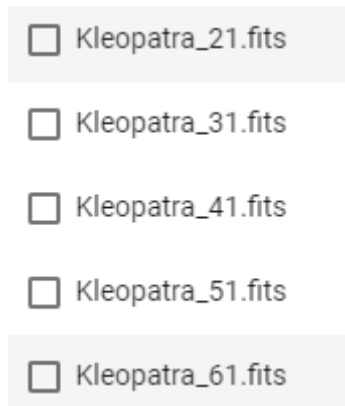 Kleopatra_21.fits
Kleopatra_31.fits
Kleopatra_41.fits
Kleopatra_51.fits
Kleopatra_61.fits